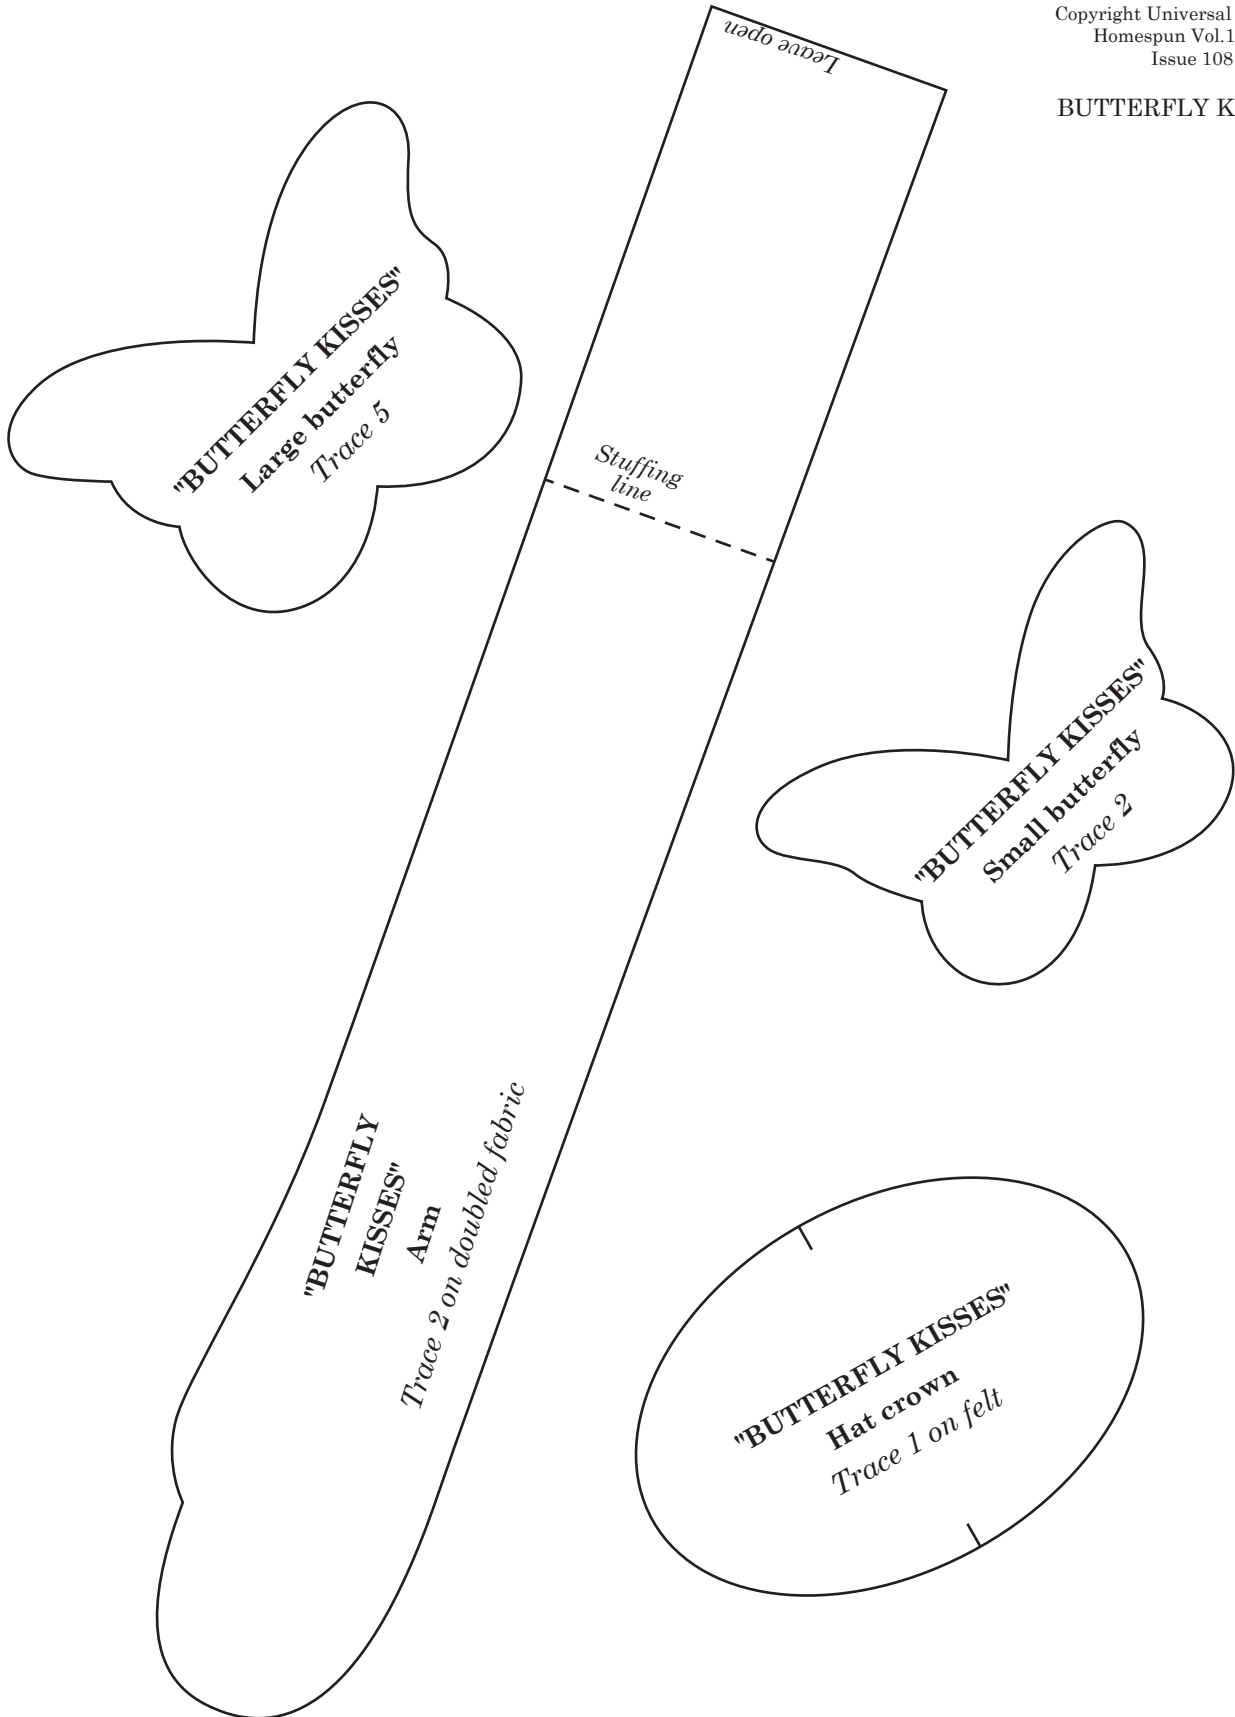 Copyright Universal
Homespun Vol.1
Issue 108
BUTTERFLY K
Leave open
"BUTTERFLY KISSES"
Large butterfly
Trace 5
Stuffing
line
"BUTTERFLY KISSES"
Small butterfly
Trace 2
"BUTTERFLY
KISSES"
Arm
Trace 2 on doubled fabric
"BUTTERFLY KISSES"
Hat crown
Trace 1 on felt